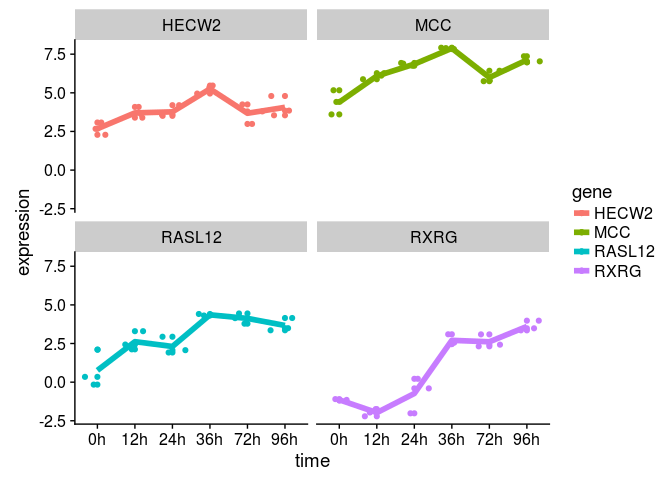 HECW2
MCC
7.5
5.0
2.5
0.0
-2.5
expression
RASL12
RXRG
7.5
5.0
2.5
0.0
-2.5
0h 12h 24h 36h 72h 96h
0h 12h 24h 36h 72h 96h
time
gene
HECW2
MCC
RASL12
RXRG